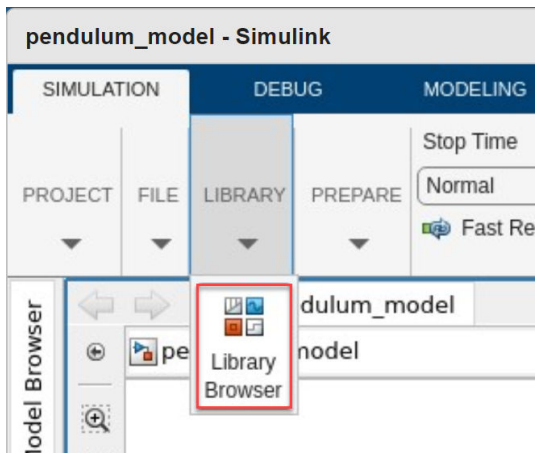 pendulum_model - Simulink
SIMULATION DEBUG MODELING
Stop Time
PROJECT FILE LIBRARY PREPARE Normal
Fast Re
dulum_model
pe model
Library
Browser
Model Browser